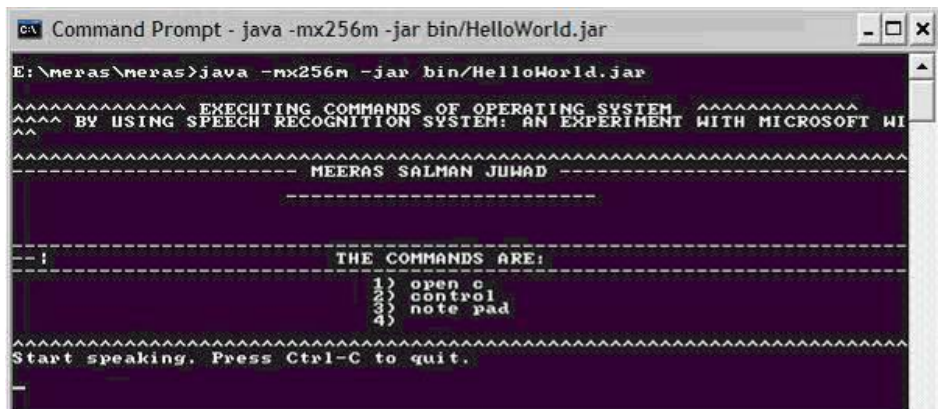 Command Prompt - java -mx256m -jar bin/HelloWorld.jar
E:\meras\meras>java -mx256m -jar bin/HelloWorld.jar
^^^^^^^^^^^^^^ EXECUTING COMMANDS OF OPERATING SYSTEM ^^^^^^^^^^^^^
^^^^ BY USING SPEECH RECOGNITION SYSTEM: AN EXPERIMENT WITH MICROSOFT WI
^^
^^^^^^^^^^^^^^^^^^^^^^^^^^^^^^^^^^^^^^^^^^^^^^^^^^^^^^^^^^^^^^^^^^^^^^^^
----------------------- MEERAS SALMAN JUWAD ----------------------------
-------------------------
------------------------------------------------------------------------
--: THE COMMANDS ARE:
------------------------------------------------------------------------
1) open c
2) control
3) note pad
4)
^^^^^^^^^^^^^^^^^^^^^^^^^^^^^^^^^^^^^^^^^^^^^^^^^^^^^^^^^^^^^^^^^^^^^^^^
Start speaking. Press Ctrl-C to quit.
_